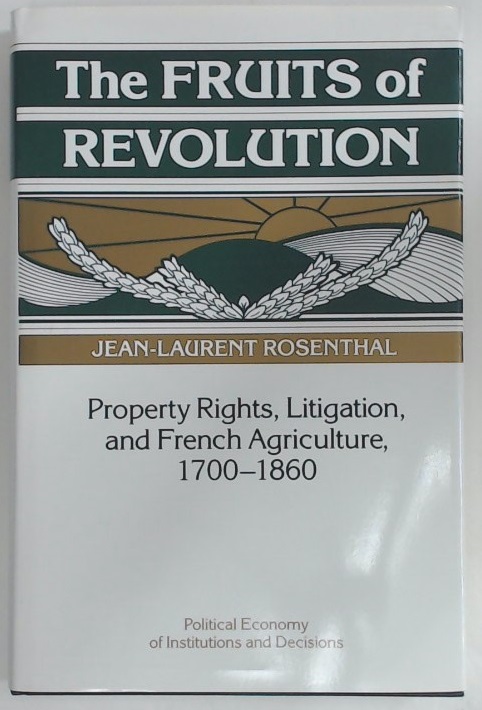 The FRUITS of
REVOLUTION
JEAN-LAURENT ROSENTHAL
Property Rights, Litigation,
and French Agriculture,
1700–1860
Political Economy
of Institutions and Decisions